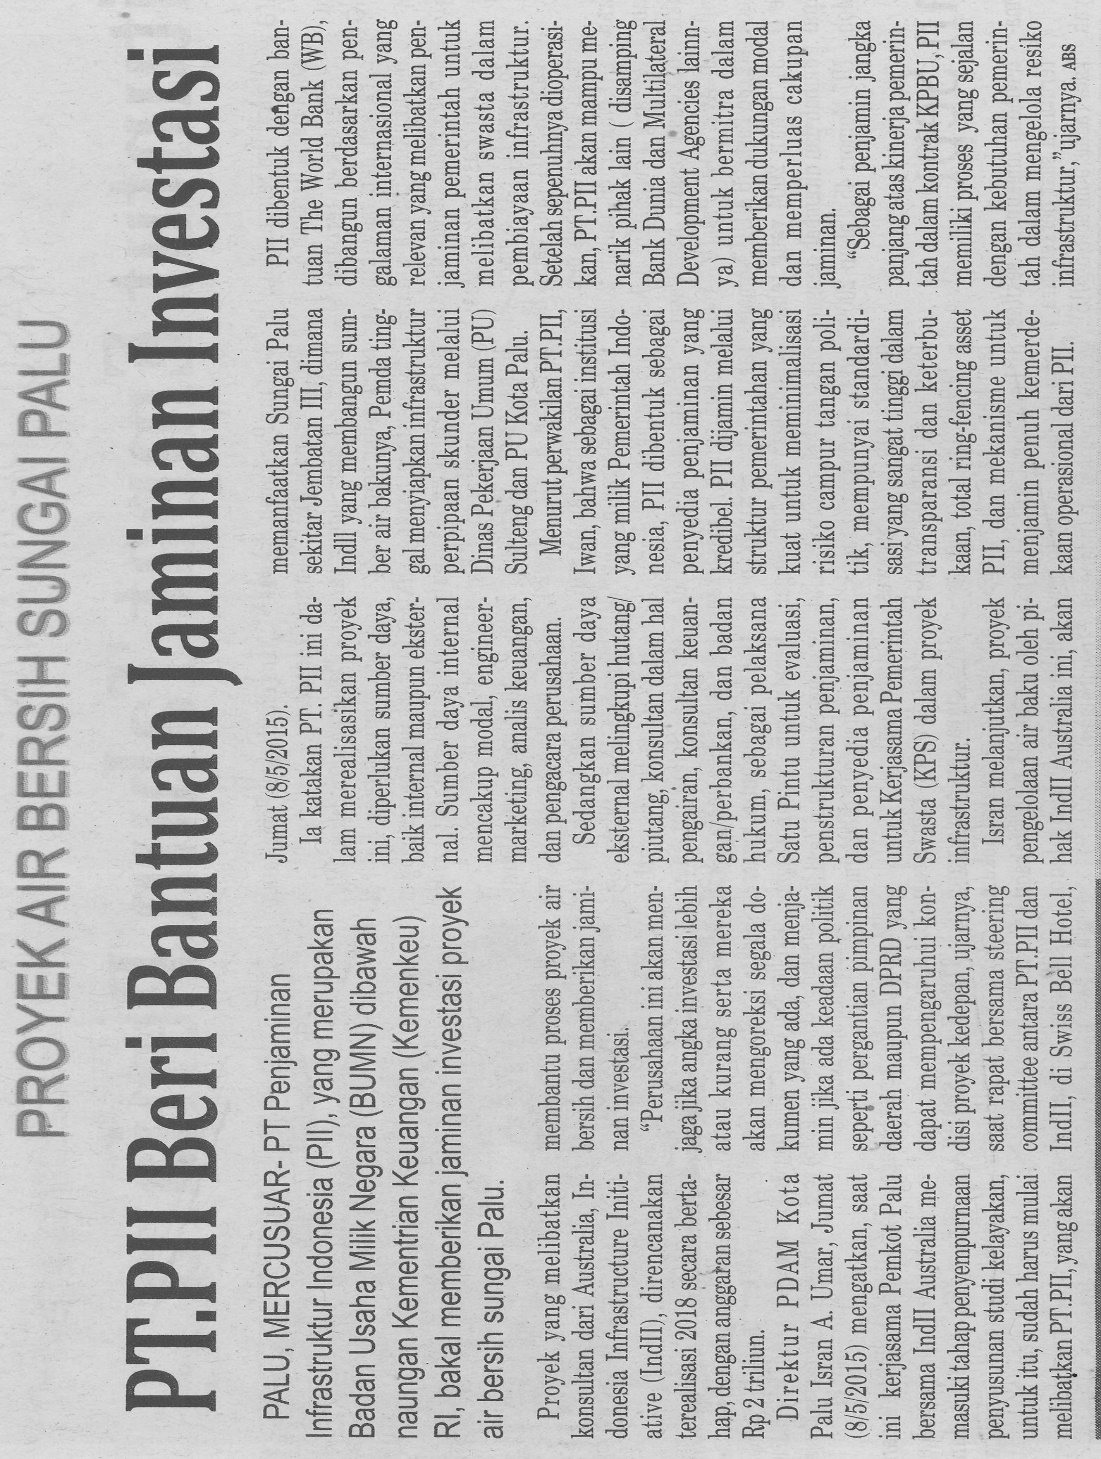 PROYEK AIR BERSIH SUNGAI PALU
PT.PII Beri Bantuan Jaminan Investasi
PALU, MERCUSUAR- PT Penjaminan
Infrastruktur Indonesia (PII), yang merupakan
Badan Usaha Milik Negara (BUMN) dibawah
naungan Kementrian Keuangan (Kemenkeu)
RI, bakal memberikan jaminan investasi proyek
air bersih sungai Palu.
Proyek yang melibatkan
konsultan dari Australia, In-
donesia Infrastructure Initi-
ative (IndII), direncanakan
terealisasi 2018 secara berta-
hap, dengan anggaran sebesar
Rp 2 triliun.
Direktur PDAM Kota
Palu Isran A. Umar, Jumat
(8/5/2015) mengatkan, saat
ini kerjasama Pemkot Palu
bersama IndII Australia me-
masuki tahap penyempurnaan
penyusunan studi kelayakan,
untuk itu, sudah harus mulai
melibatkan PT.PII, yang akan
membantu proses proyek air
bersih dan memberikan jami-
nan investasi.
"Perusahaan ini akan men-
jaga jika angka investasi lebih
atau kurang serta mereka
akan mengoreksi segala do-
kumen yang ada, dan menja-
min jika ada keadaan politik
seperti pergantian pimpinan
daerah maupun DPRD yang
dapat mempengaruhui kon-
disi proyek kedepan, ujarnya,
saat rapat bersama steering
committee antara PT.PII dan
IndII, di Swiss Bell Hotel,
Jumat (8/5/2015).
Ia katakan PT. PII ini da-
lam merealisasikan proyek
ini, diperlukan sumber daya,
baik internal maupun ekster-
nal. Sumber daya internal
mencakup modal, engineer-
marketing, analis keuangan,
dan pengacara perusahaan.
Sedangkan sumber daya
eksternal melingkupi hutang/
piutang, konsultan dalam hal
pengairan, konsultan keuan-
gan/perbankan, dan badan
hukum, sebagai pelaksana
Satu Pintu untuk evaluasi,
penstrukturan penjaminan,
dan penyedia penjaminan
untuk Kerjasama Pemerintah
Swasta (KPS) dalam proyek
infrastruktur.
Isran melanjutkan, proyek
pengelolaan air baku oleh pi-
hak IndII Australia ini, akan
memanfaatkan Sungai Palu
sekitar Jembatan III, dimana
IndII yang membangun sum-
ber air bakunya, Pemda ting-
gal menyiapkan infrastruktur
perpipaan skunder melalui
Dinas Pekerjaan Umum (PU)
Sulteng dan PU Kota Palu.
Menurut perwakilan PT.PII,
Iwan, bahwa sebagai institusi
yang milik Pemerintah Indo-
nesia, PII dibentuk sebagai
penyedia penjaminan yang
kredibel. PII dijamin melalui
struktur pemerintahan yang
kuat untuk meminimalisasi
risiko campur tangan poli-
tik, mempunyai standardi-
sasi yang sangat tinggi dalam
transparansi dan keterbu-
kaan, total ring-fencing asset
PII, dan mekanisme untuk
menjamin penuh kemerde-
kaan operasional dari PII.
PII dibentuk dengan ban-
tuan The World Bank (WB),
dibangun berdasarkan pen-
galaman internasional yang
relevan yang melibatkan pen-
jaminan pemerintah untuk
melibatkan swasta dalam
pembiayaan infrastruktur.
Setelah sepenuhnya dioperasi-
kan, PT.PII akan mampu me-
narik pihak lain ( disamping
Bank Dunia dan Multilateral
Development Agencies lainn-
ya) untuk bermitra dalam
memberikan dukungan modal
dan memperluas cakupan
jaminan.
"Sebagai penjamin jangka
panjang atas kinerja pemerin-
tah dalam kontrak KPBU, PII
memiliki proses yang sejalan
dengan kebutuhan pemerin-
tah dalam mengelola resiko
infrastruktur,"ujarnya. ABS